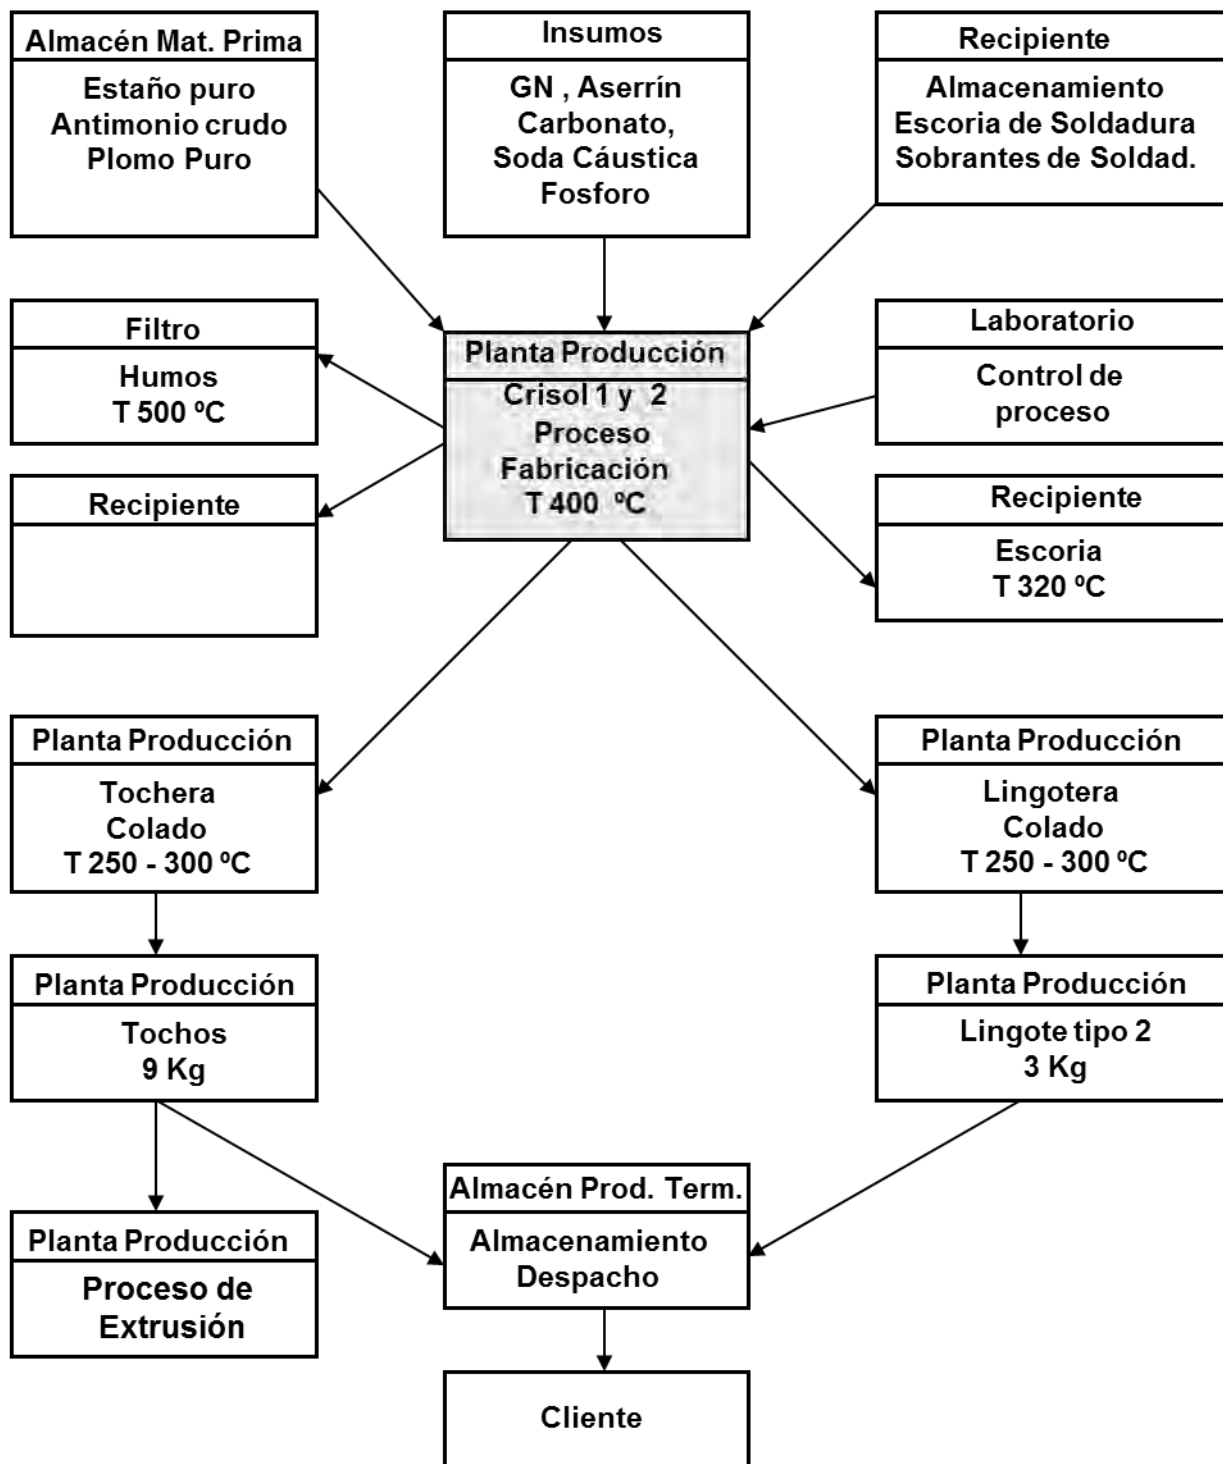 Almacén Mat. Prima
Estaño puro
Antimonio crudo
Plomo Puro
Insumos
GN , Aserrín
Carbonato,
Soda Cáustica
Fosforo
Recipiente
Almacenamiento
Escoria de Soldadura
Sobrantes de Soldad.
Filtro
Humos
T 500 ºC
Planta Producción
Crisol 1 y 2
Proceso
Fabricación
T 400 ºC
Laboratorio
Control de
proceso
Recipiente
Recipiente
Escoria
T 320 ºC
Planta Producción
Tochera
Colado
T 250 - 300 ºC
Planta Producción
Lingotera
Colado
T 250 - 300 ºC
Planta Producción
Tochos
9 Kg
Planta Producción
Lingote tipo 2
3 Kg
Planta Producción
Proceso de
Extrusión
Almacén Prod. Term.
Almacenamiento
Despacho
Cliente